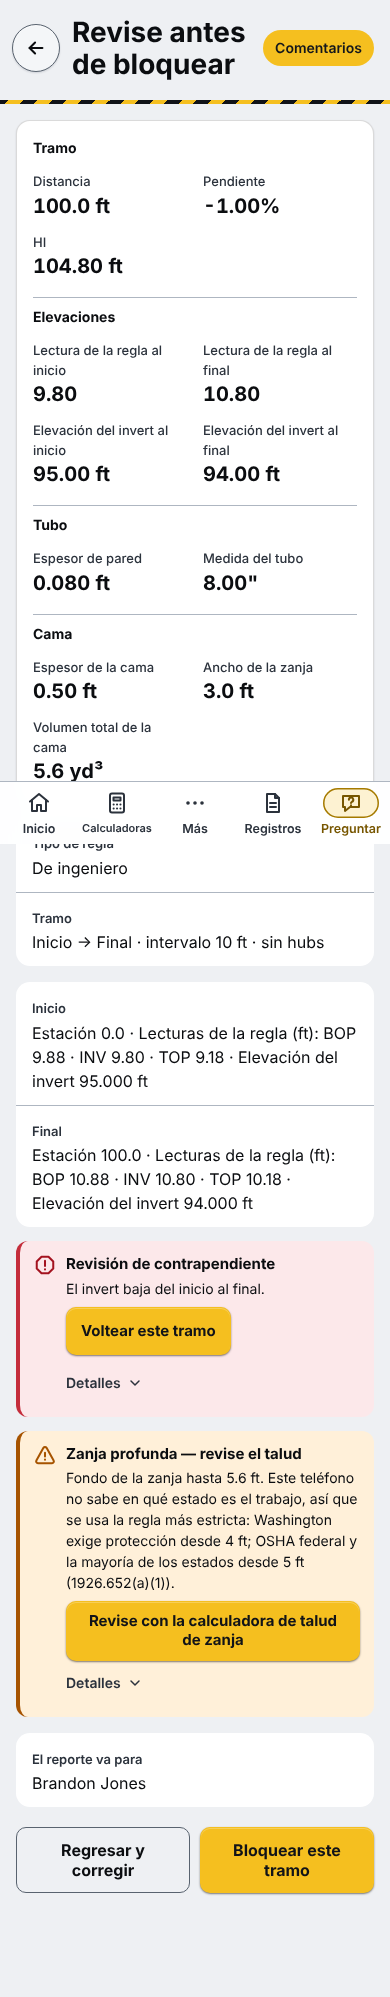 Revise antes
de bloquear
Comentarios
Tramo
Distancia
100.0 ft
Pendiente
-1.00%
HI
104.80 ft
Elevaciones
Lectura de la regla al
inicio
9.80
Lectura de la regla al
final
10.80
Elevación del invert al
inicio
95.00 ft
Elevación del invert al
final
94.00 ft
Tubo
Espesor de pared
0.080 ft
Medida del tubo
8.00"
Cama
Espesor de la cama
0.50 ft
Ancho de la zanja
3.0 ft
Volumen total de la
cama
5.6 yd³
Inicio
Calculadoras
Más
Registros
Preguntar
Tipo de regla
De ingeniero
Tramo
Inicio → Final · intervalo 10 ft · sin hubs
Inicio
Estación 0.0 · Lecturas de la regla (ft): BOP
9.88 · INV 9.80 · TOP 9.18 · Elevación del
invert 95.000 ft
Final
Estación 100.0 · Lecturas de la regla (ft):
BOP 10.88 · INV 10.80 · TOP 10.18 ·
Elevación del invert 94.000 ft
Revisión de contrapendiente
El invert baja del inicio al final.
Voltear este tramo
Detalles
Zanja profunda — revise el talud
Fondo de la zanja hasta 5.6 ft. Este teléfono
no sabe en qué estado es el trabajo, así que
se usa la regla más estricta: Washington
exige protección desde 4 ft; OSHA federal y
la mayoría de los estados desde 5 ft
(1926.652(a)(1)).
Revise con la calculadora de talud
de zanja
Detalles
El reporte va para
Brandon Jones
Regresar y
corregir
Bloquear este
tramo